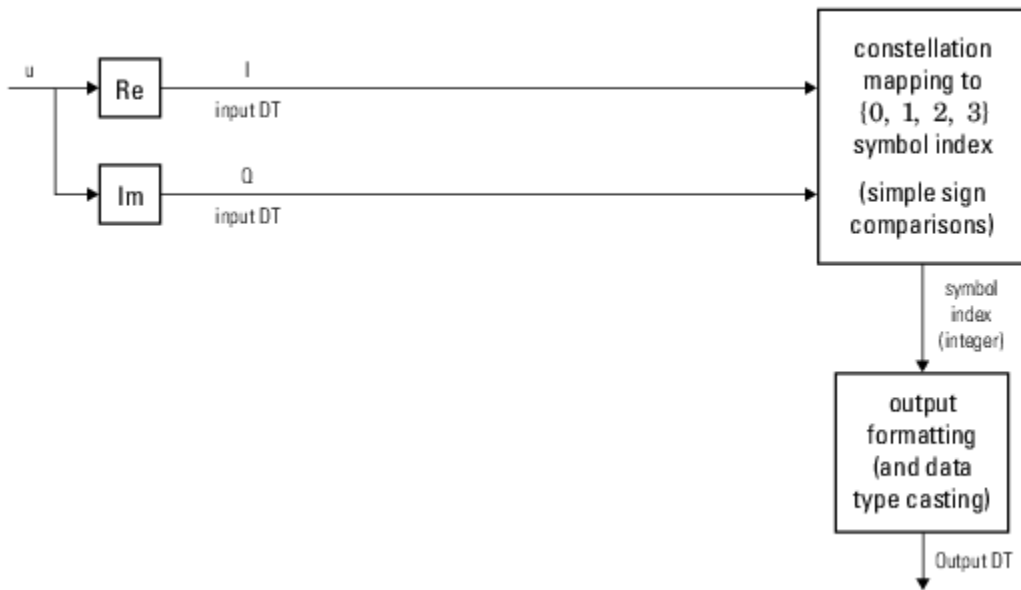 u
Re
I
input DT
Im
Q
input DT
constellation
mapping to
{0, 1, 2, 3}
symbol index
(simple sign
comparisons)
symbol
index
(integer)
output
formatting
(and data
type casting)
Output DT